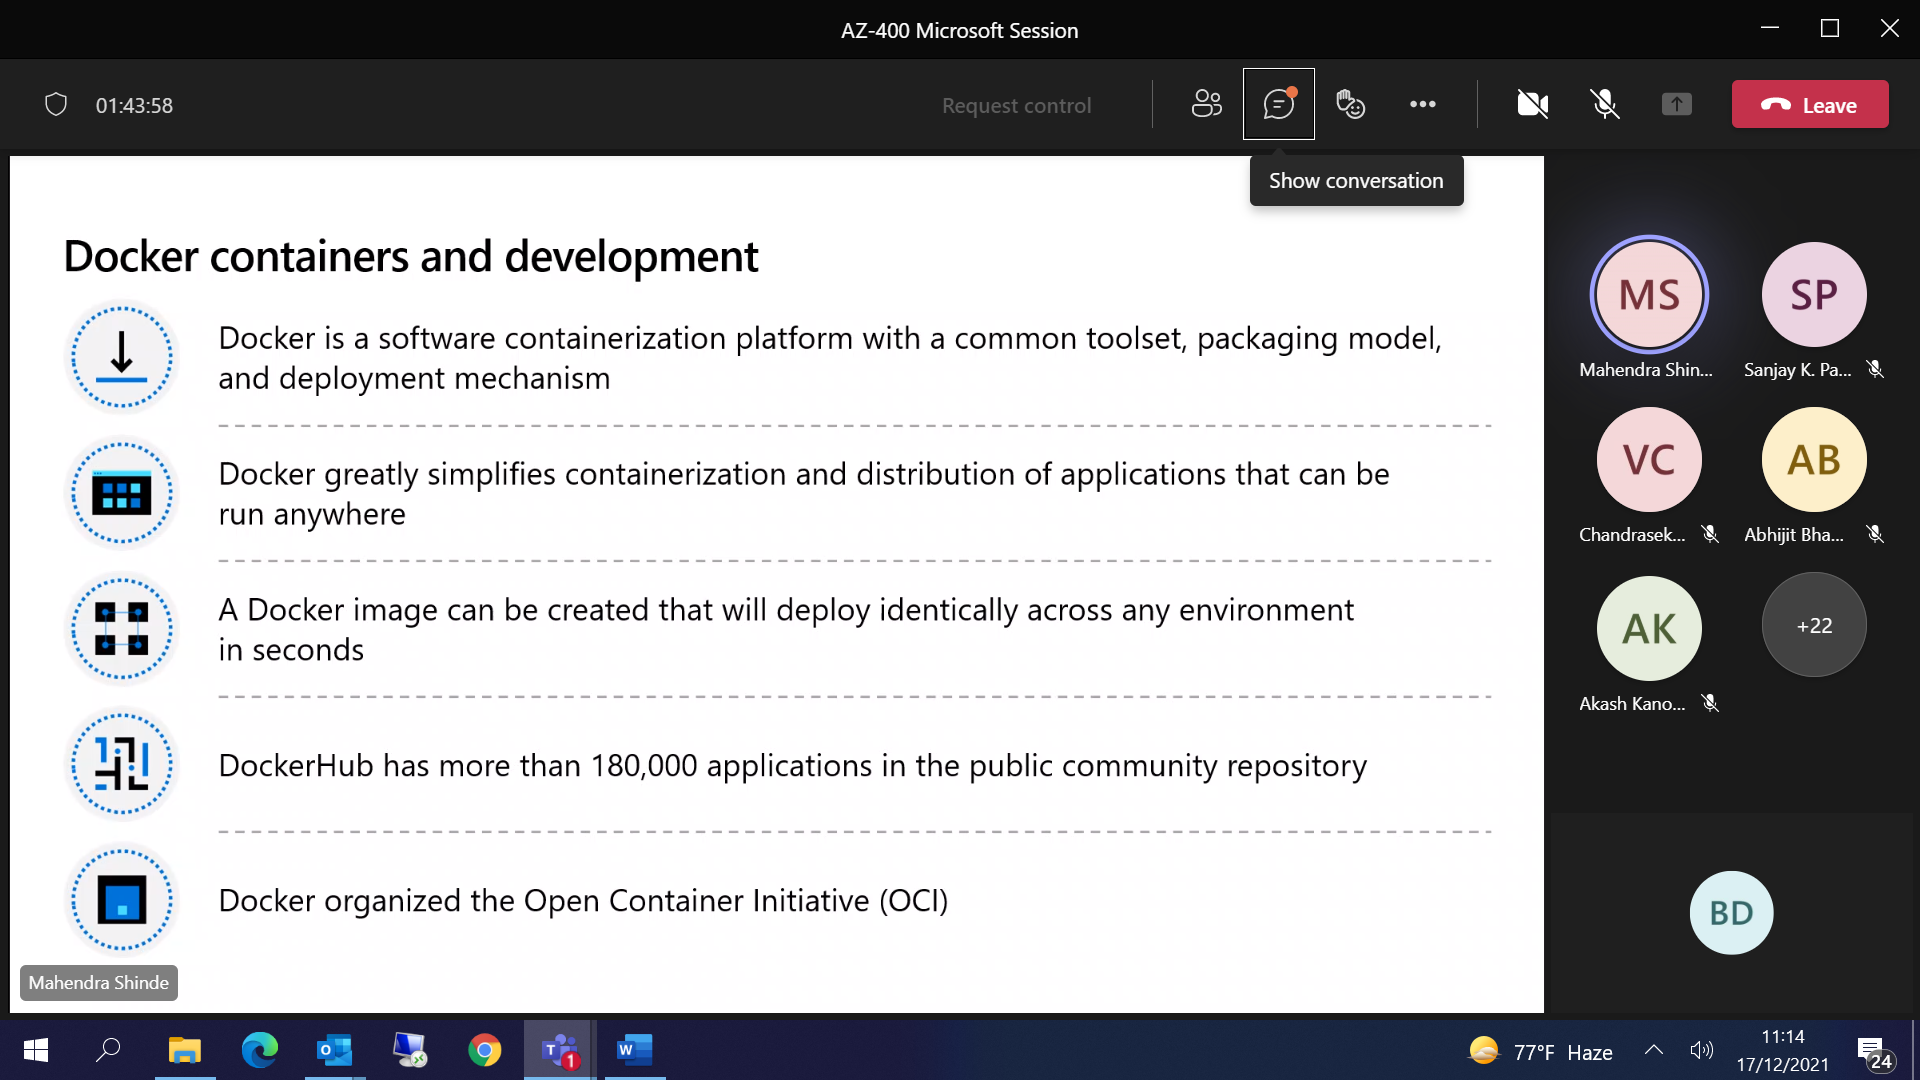 AZ-400 Microsoft Session
01:43:58
Request control
Leave
Show conversation
Docker containers and development
Docker is a software containerization platform with a common toolset, packaging model,
and deployment mechanism
Docker greatly simplifies containerization and distribution of applications that can be
run anywhere
A Docker image can be created that will deploy identically across any environment
in seconds
DockerHub has more than 180,000 applications in the public community repository
Docker organized the Open Container Initiative (OCI)
Mahendra Shinde
MS
SP
Mahendra Shin...
Sanjay K. Pa...
VC
AB
Chandrasek...
Abhijit Bha...
AK
+22
Akash Kano...
BD
O
T
1
W
77°F Haze
11:14
17/12/2021
24